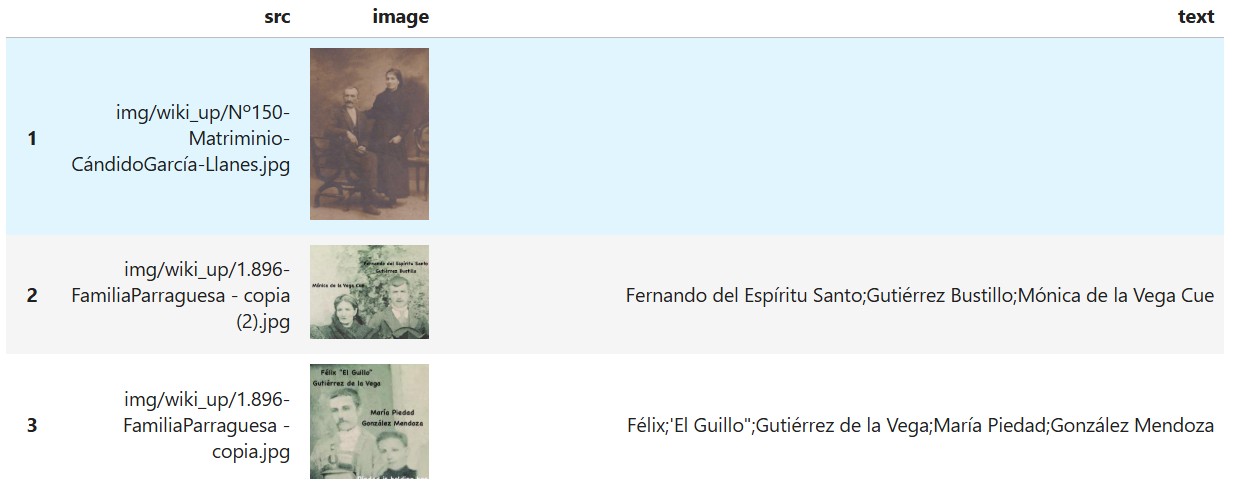 src image text
1
img/wiki_up/Nº150-
Matriminio-
CándidoGarcía-Llanes.jpg
2
img/wiki_up/1.896-
FamiliaParraguesa - copia
(2).jpg
Fernando del Espíritu Santo
Gutiérrez Bustillo
Mónica de la Vega Cue
Fernando del Espíritu Santo;Gutiérrez Bustillo;Mónica de la Vega Cue
3
img/wiki_up/1.896-
FamiliaParraguesa -
copia.jpg
Félix "El Guillo"
Gutiérrez de la Vega
María Piedad
González Mendoza
Félix;'El Guillo";Gutiérrez de la Vega;María Piedad;González Mendoza